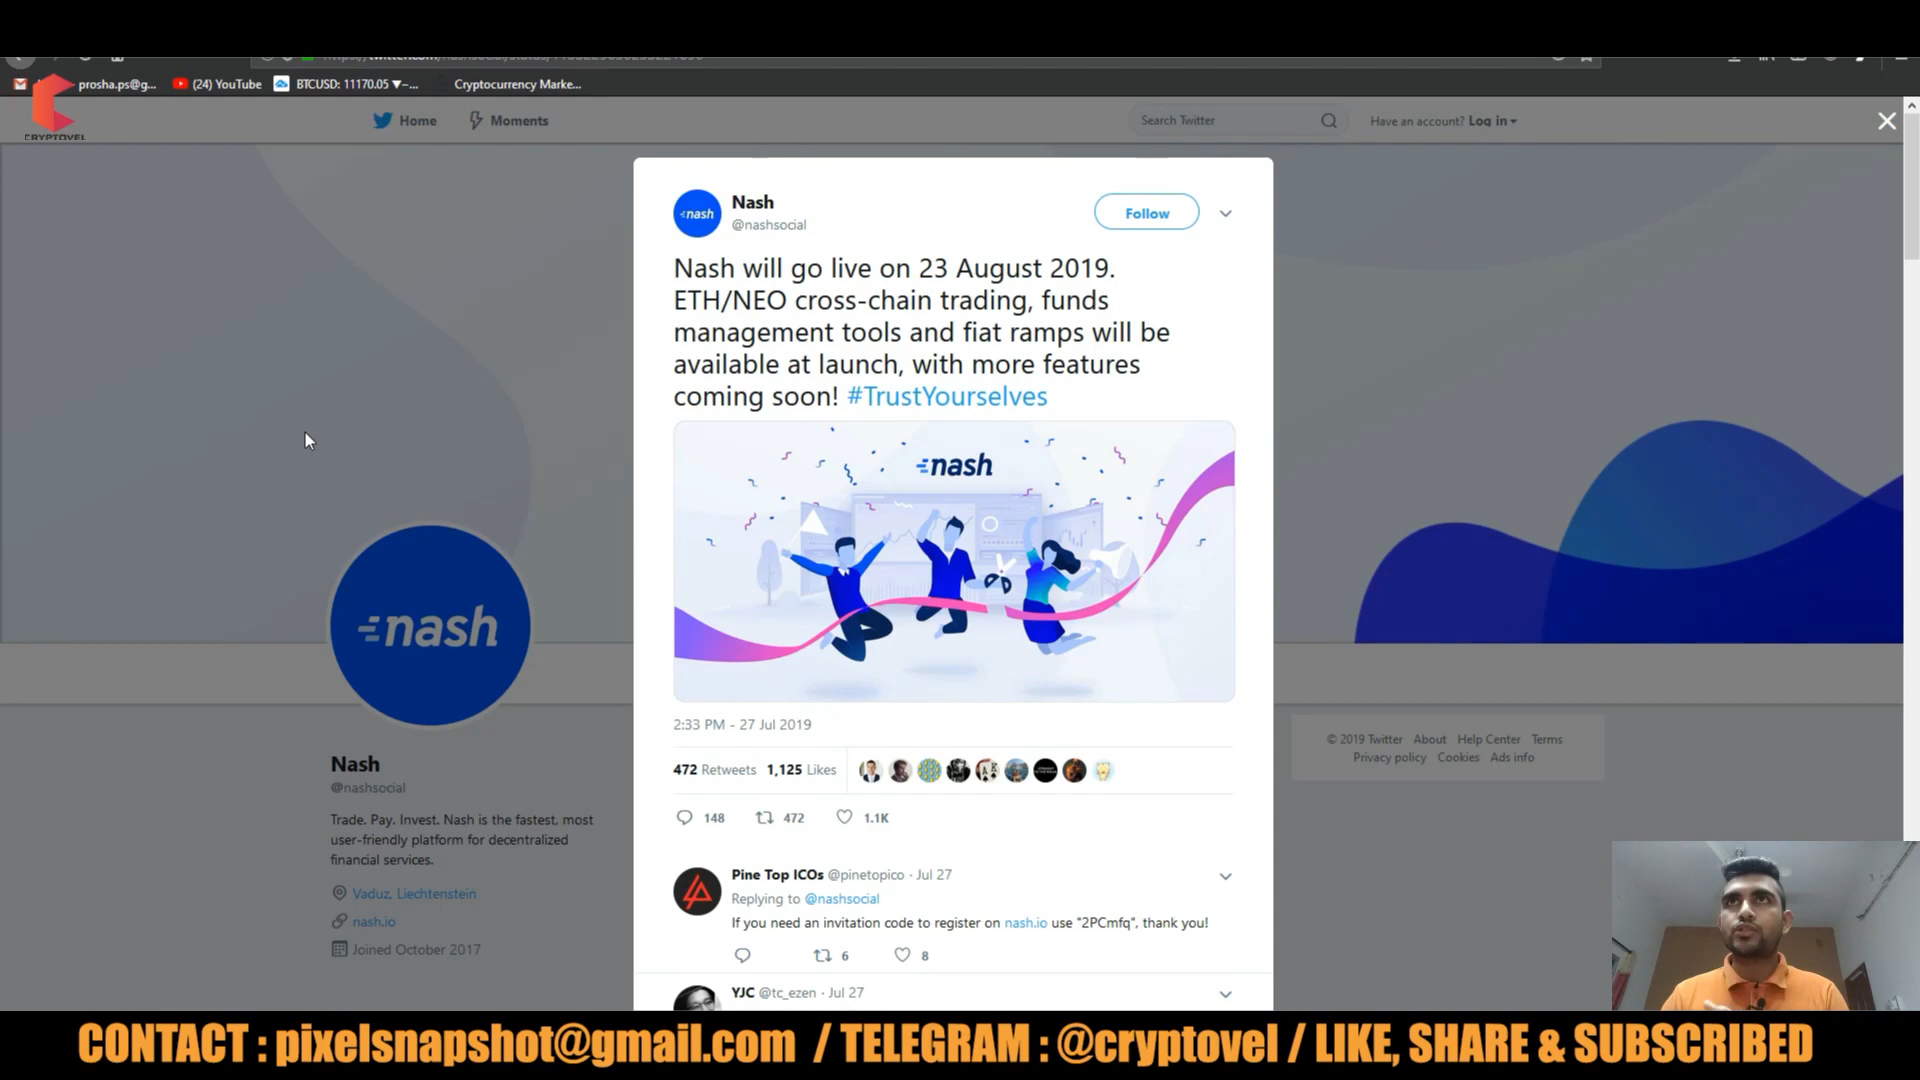 prosha.ps@g... (24) YouTube BTCUSD: 11170.05 ▼−... Cryptocurrency Marke...
CRYPTOVEL
Home Moments Search Twitter Have an account? Log in
Nash
@nashsocial
Follow
Nash will go live on 23 August 2019.
ETH/NEO cross-chain trading, funds
management tools and fiat ramps will be
available at launch, with more features
coming soon! #TrustYourselves
nash
2:33 PM - 27 Jul 2019
472 Retweets 1,125 Likes
148 472 1.1K
Pine Top ICOs @pinetopico · Jul 27
Replying to @nashsocial
If you need an invitation code to register on nash.io use "2PCmfq", thank you!
6 8
YJC @tc_ezen · Jul 27
nash
Nash
@nashsocial
Trade. Pay. Invest. Nash is the fastest, most
user-friendly platform for decentralized
financial services.
Vaduz, Liechtenstein
nash.io
Joined October 2017
© 2019 Twitter About Help Center Terms
Privacy policy Cookies Ads info
CONTACT : pixelsnapshot@gmail.com / TELEGRAM : @cryptovel / LIKE, SHARE & SUBSCRIBED